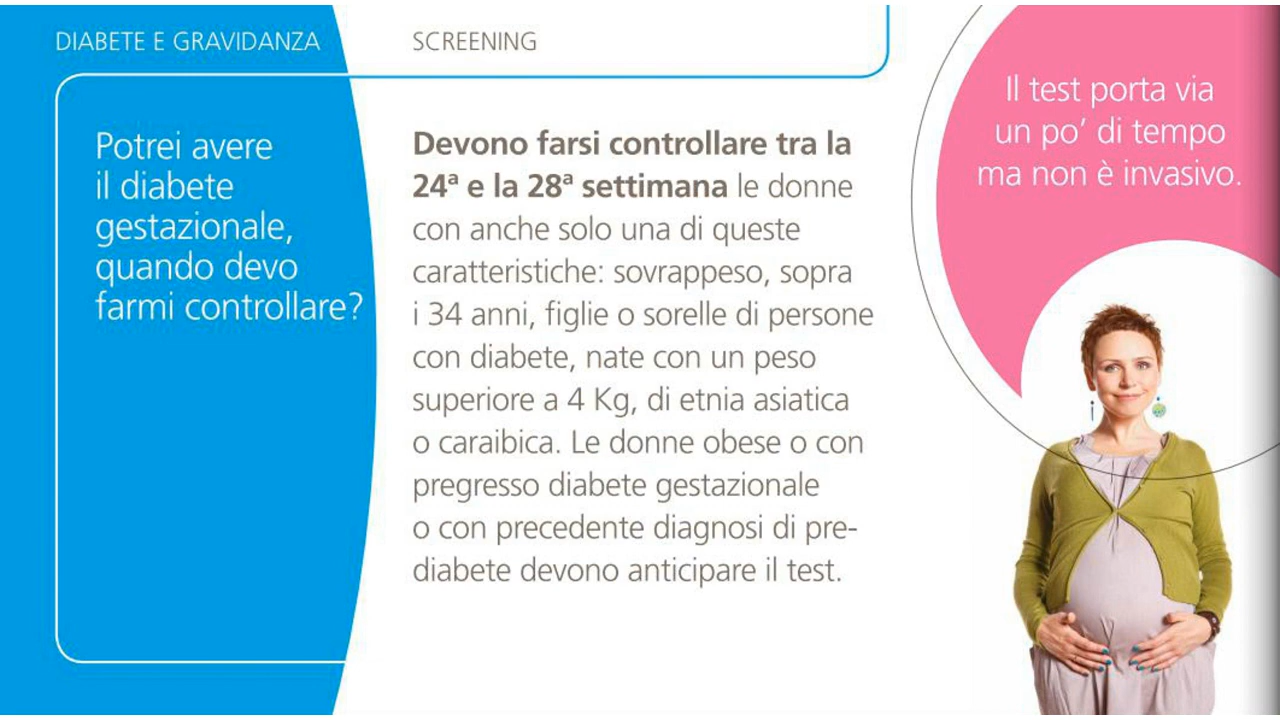 DIABETE E GRAVIDANZA
SCREENING
Potrei avere
il diabete
gestazionale,
quando devo
farmi controllare?
Devono farsi controllare tra la
24ª e la 28ª settimana le donne
con anche solo una di queste
caratteristiche: sovrappeso, sopra
i 34 anni, figlie o sorelle di persone
con diabete, nate con un peso
superiore a 4 Kg, di etnia asiatica
o caraibica. Le donne obese o con
pregresso diabete gestazionale
o con precedente diagnosi di pre-
diabete devono anticipare il test.
Il test porta via
un po’ di tempo
ma non è invasivo.